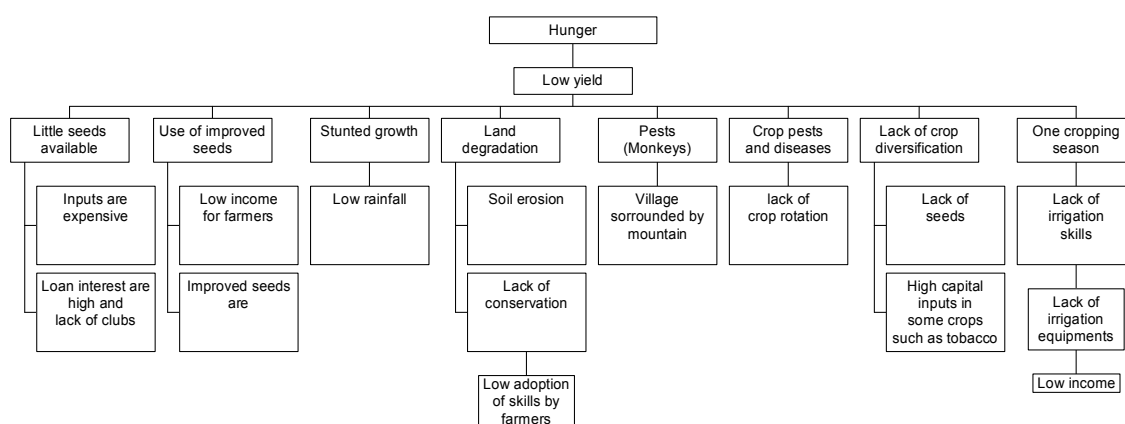 Hunger
Low yield
Little seeds
available
Use of improved
seeds
Stunted growth
Land
degradation
Pests
(Monkeys)
Crop pests
and diseases
Lack of crop
diversification
One cropping
season
Inputs are
expensive
Low income
for farmers
Low rainfall
Soil erosion
Village
sorrounded by
mountain
lack of
crop rotation
Lack of
seeds
Lack of
irrigation
skills
Loan interest are
high and
lack of clubs
Improved seeds
are
Lack of
conservation
High capital
inputs in
some crops
such as tobacco
Lack of
irrigation
equipments
Low adoption
of skills by
farmers
Low income